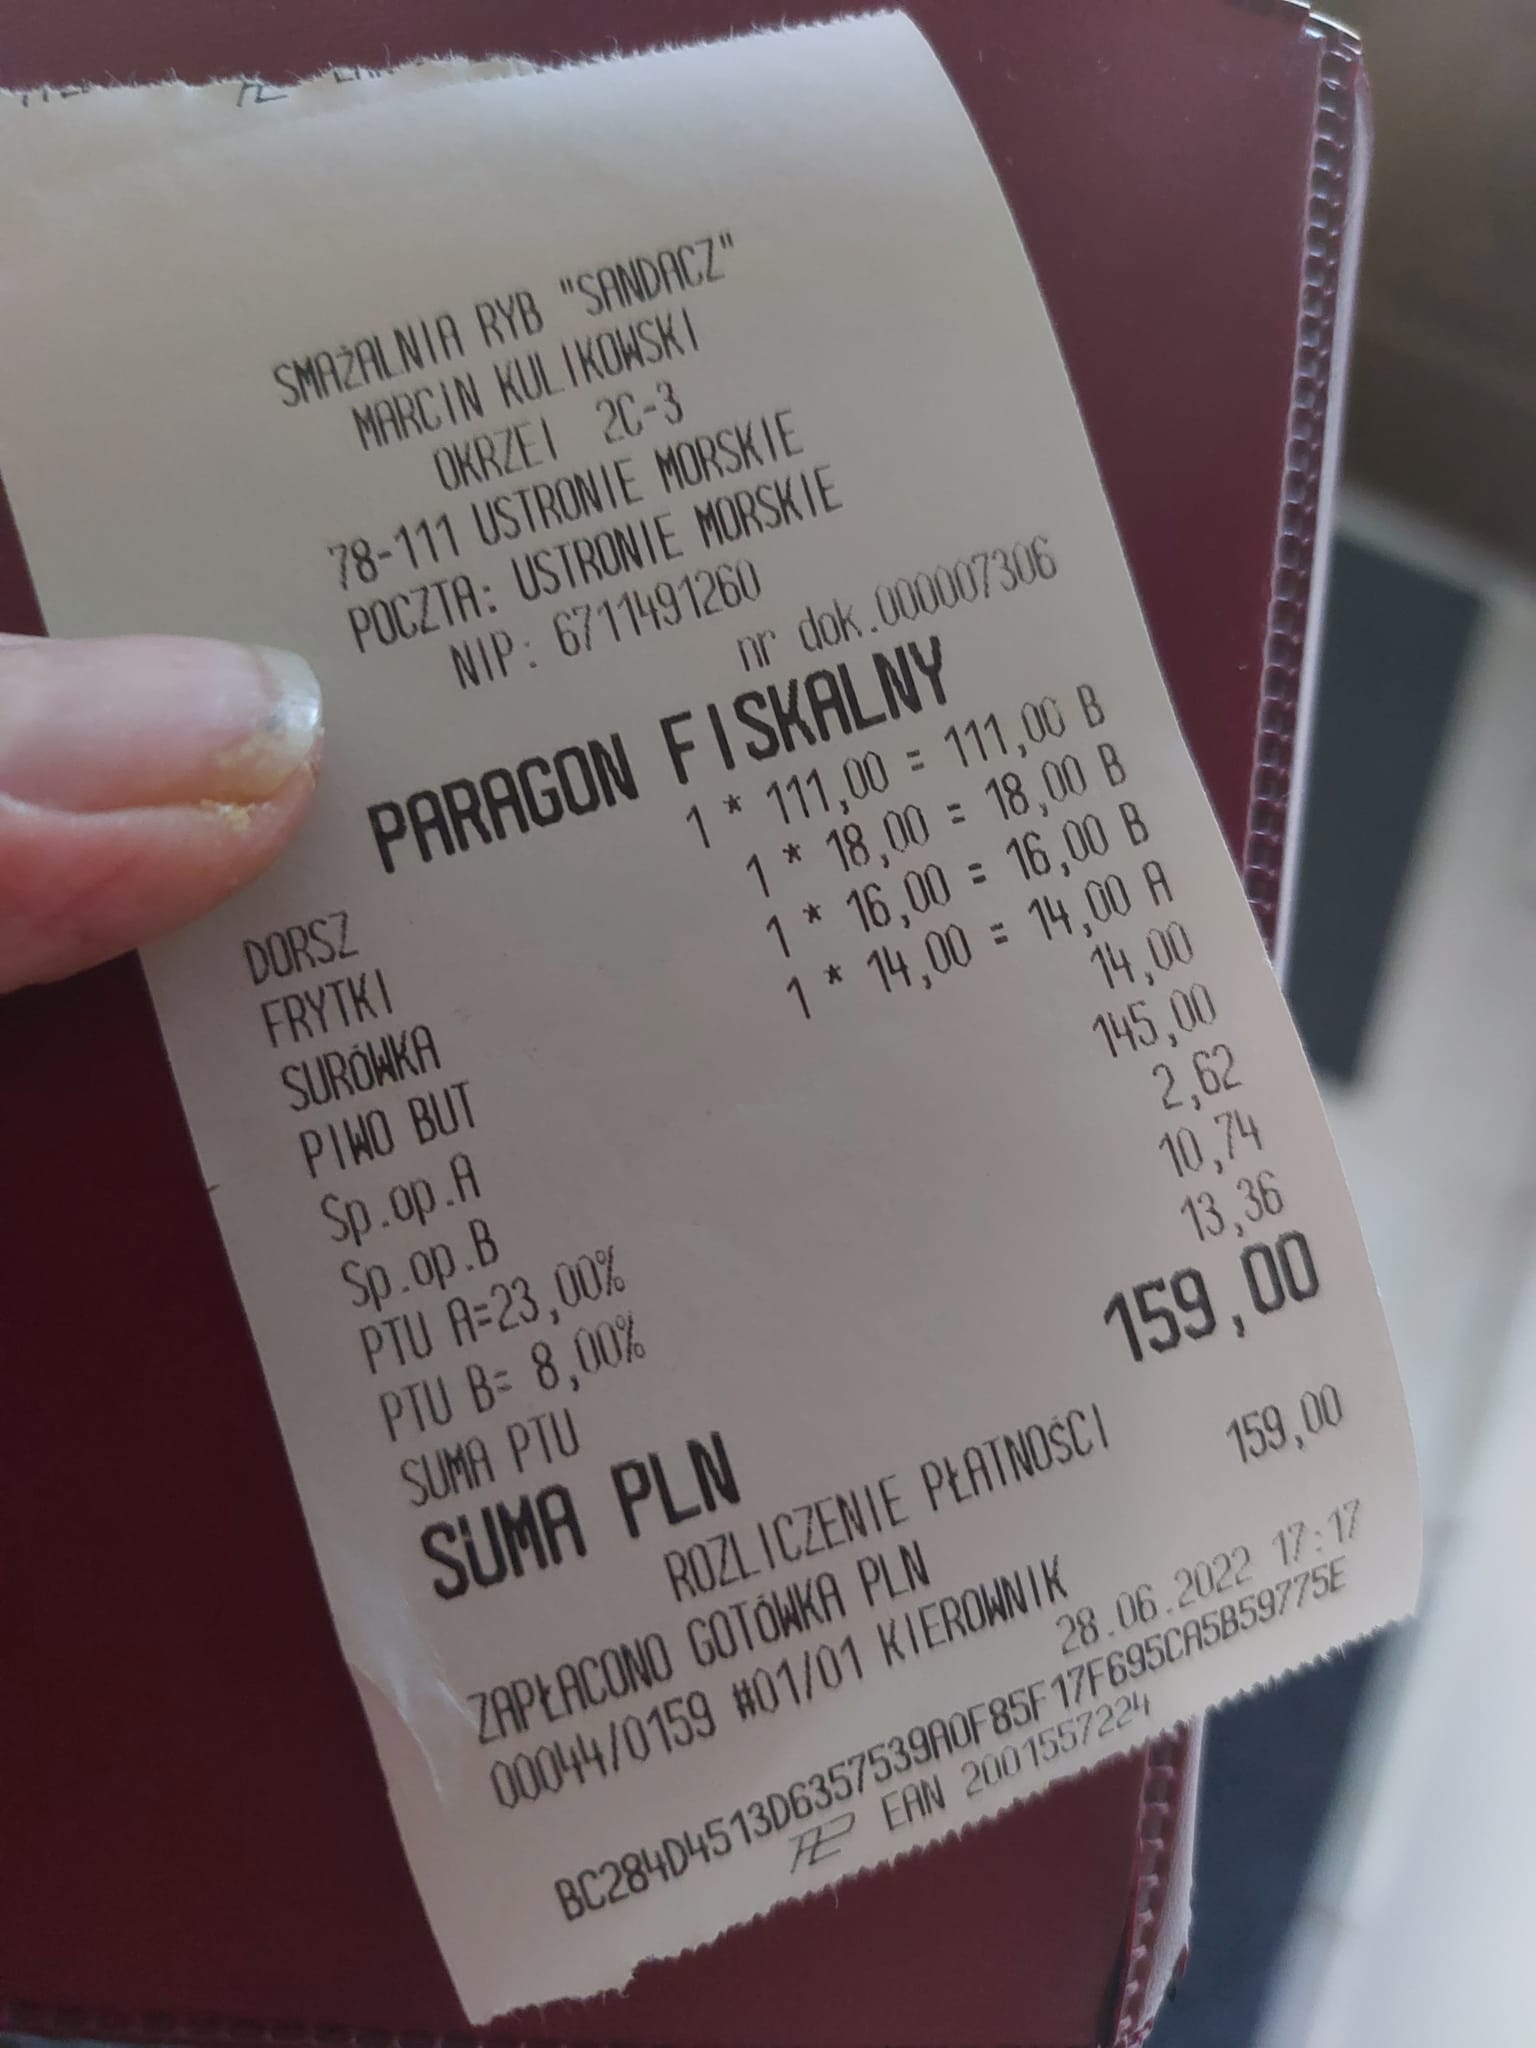 SMAŻALNIA RYB "SANDACZ"
MARCIN KULIKOWSKI
OKRZEI 2C-3
78-111 USTRONIE MORSKIE
POCZTA: USTRONIE MORSKIE
NIP: 6711491260
nr dok.000007306
PARAGON FISKALNY
DORSZ 1 * 111,00 = 111,00 B
FRYTKI 1 * 18,00 = 18,00 B
SURÓWKA 1 * 16,00 = 16,00 B
PIWO BUT 1 * 14,00 = 14,00 A
Sp.op.A 14,00
Sp.op.B 145,00
PTU A=23,00% 2,62
PTU B= 8,00% 10,74
SUMA PTU 13,36
SUMA PLN 159,00
ROZLICZENIE PŁATNOŚCI
ZAPŁACONO GOTÓWKA PLN 159,00
00044/0159 #01/01 KIEROWNIK
28.06.2022 17:17
BC284D4513D6357539A0F85F17F695CA5B59775E
EAN 2001557224